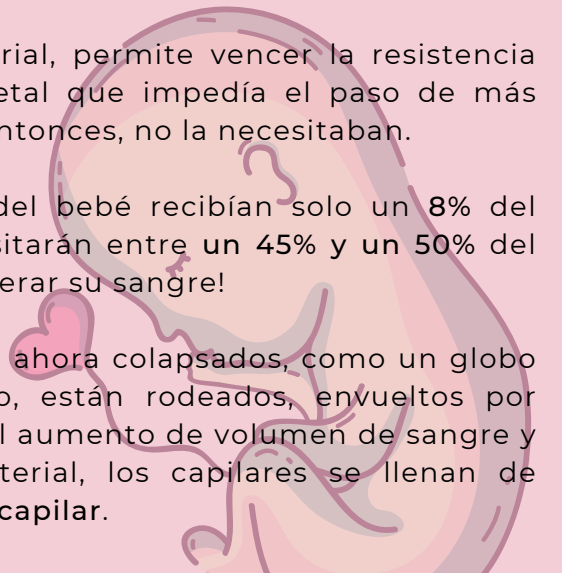 rial, permite vencer la resistencia
etal que impedía el paso de más
ntonces, no la necesitaban.
del bebé recibían solo un 8% del
sitarán entre un 45% y un 50% del
erar su sangre!
ahora colapsados, como un globo
o, están rodeados, envueltos por
l aumento de volumen de sangre y
terial, los capilares se llenan de
capilar.